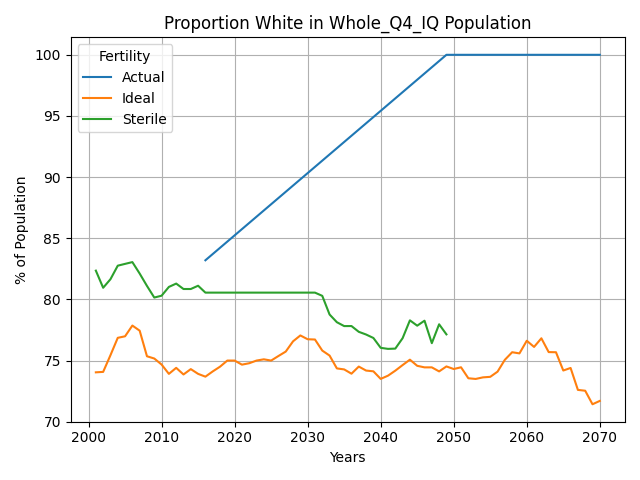 Proportion White in Whole_Q4_IQ Population
Fertility
Actual
Ideal
Sterile
% of Population
100
95
90
85
80
75
70
2000 2010 2020 2030 2040 2050 2060 2070
Years